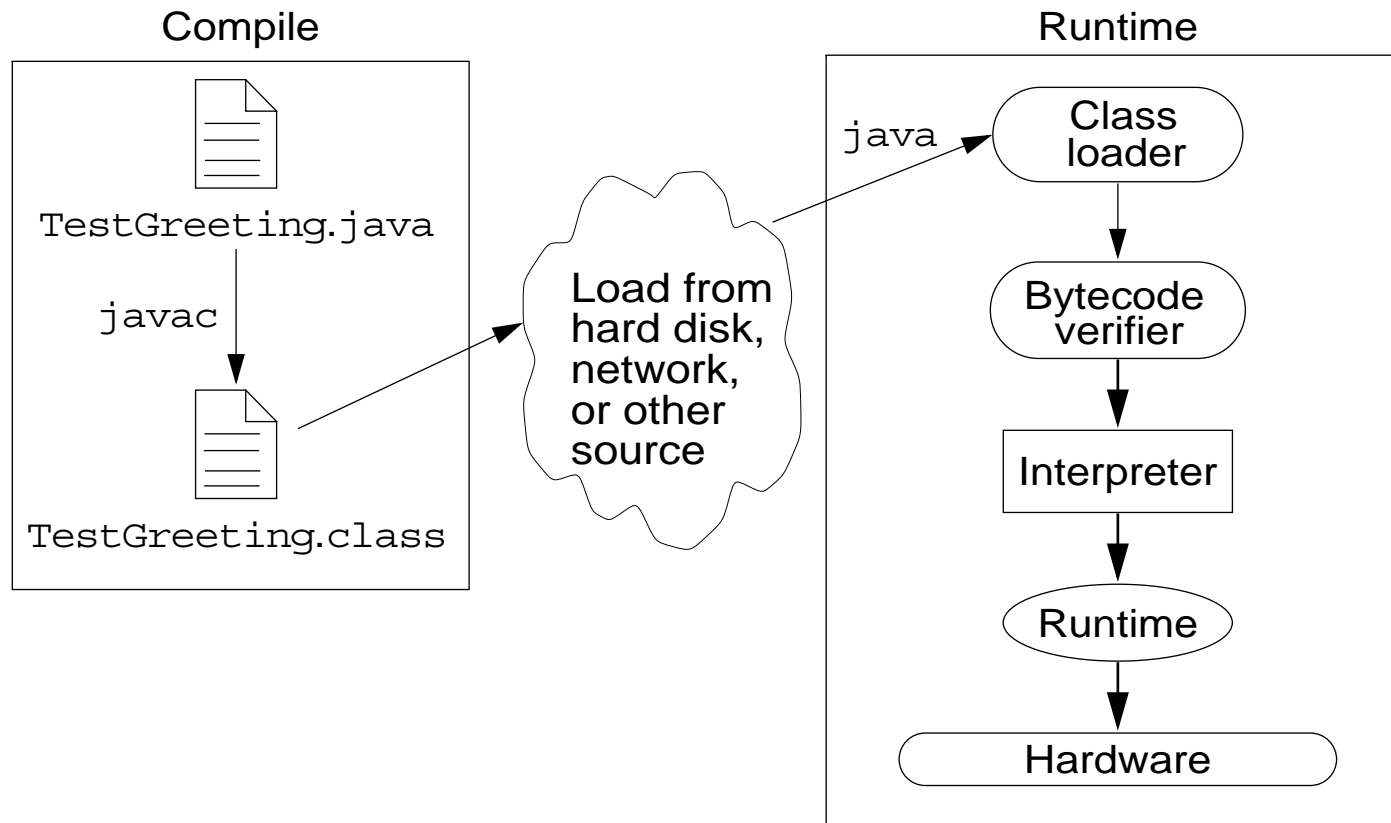 Compile
TestGreeting.java
javac
TestGreeting.class
Load from
hard disk,
network,
or other
source
Runtime
java
Class
loader
Bytecode
verifier
Interpreter
Runtime
Hardware